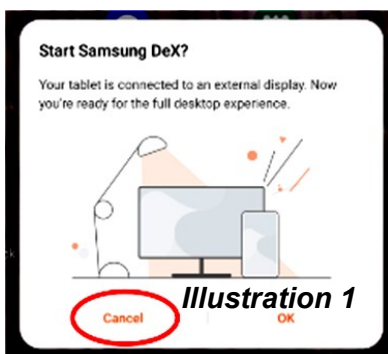 Start Samsung DeX?
Your tablet is connected to an external display. Now
you're ready for the full desktop experience.
Illustration 1
Cancel
OK